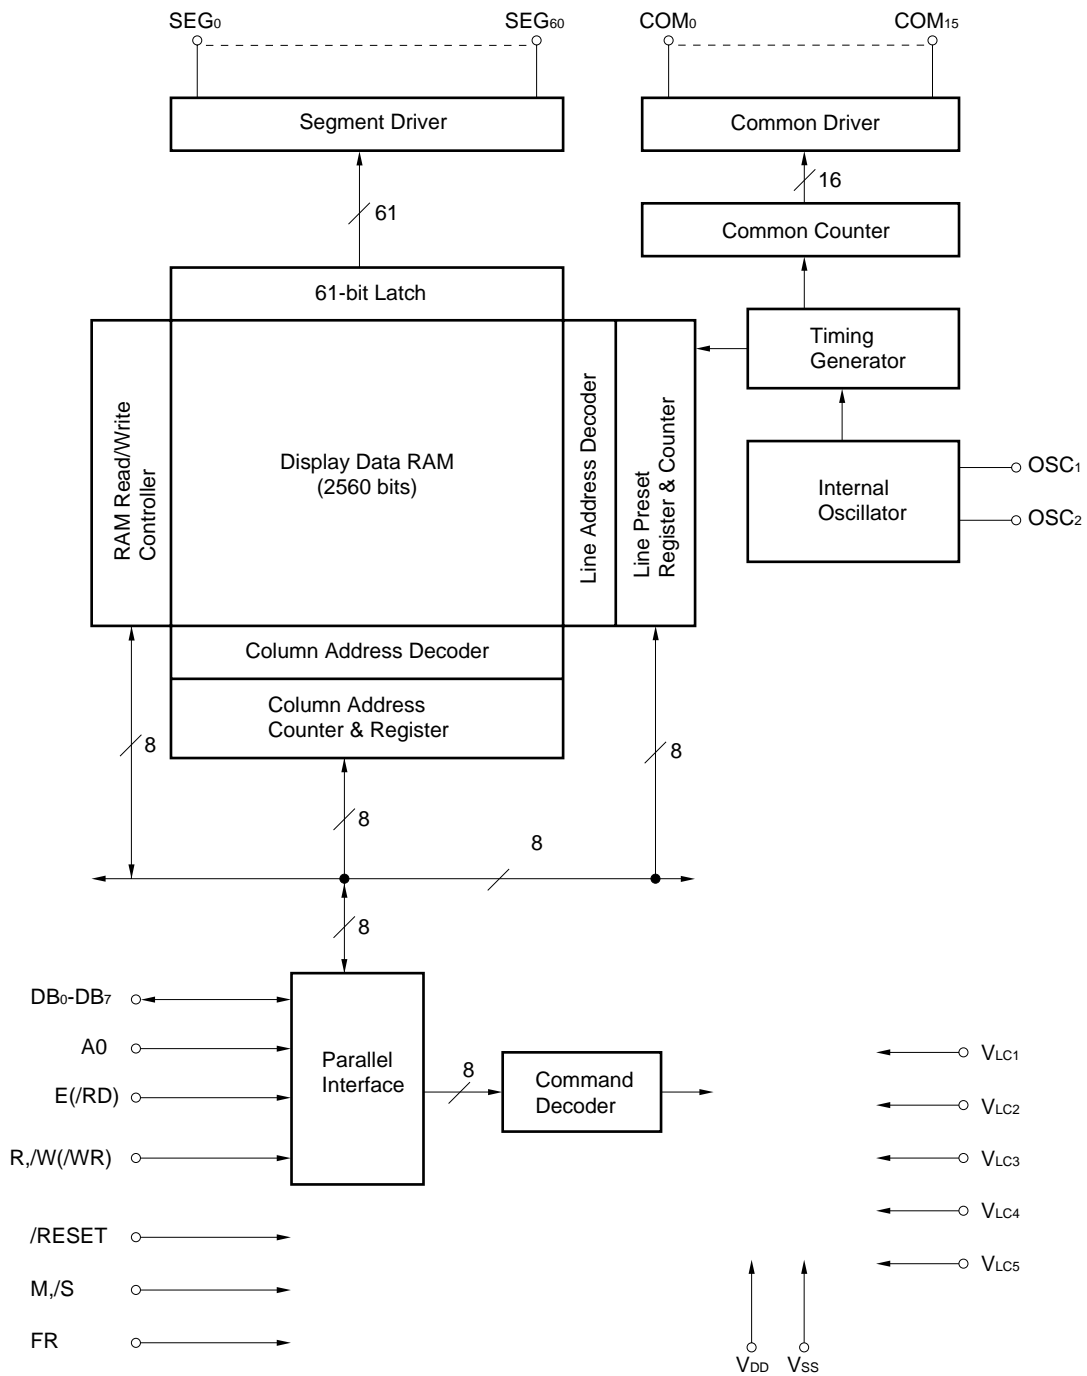 SEG0
SEG60
COM0
COM15
Segment Driver
Common Driver
16
61
Common Counter
61-bit Latch
Timing
Generator
RAM Read/Write
Controller
Display Data RAM
(2560 bits)
Line Address Decoder
Line Preset
Register & Counter
Internal
Oscillator
OSC1
OSC2
Column Address Decoder
Column Address
Counter & Register
8
8
8
8
8
DB0-DB7
A0
E(/RD)
R,/W(/WR)
Parallel
Interface
8
Command
Decoder
VLC1
VLC2
VLC3
VLC4
VLC5
/RESET
M,/S
FR
VDD
VSS